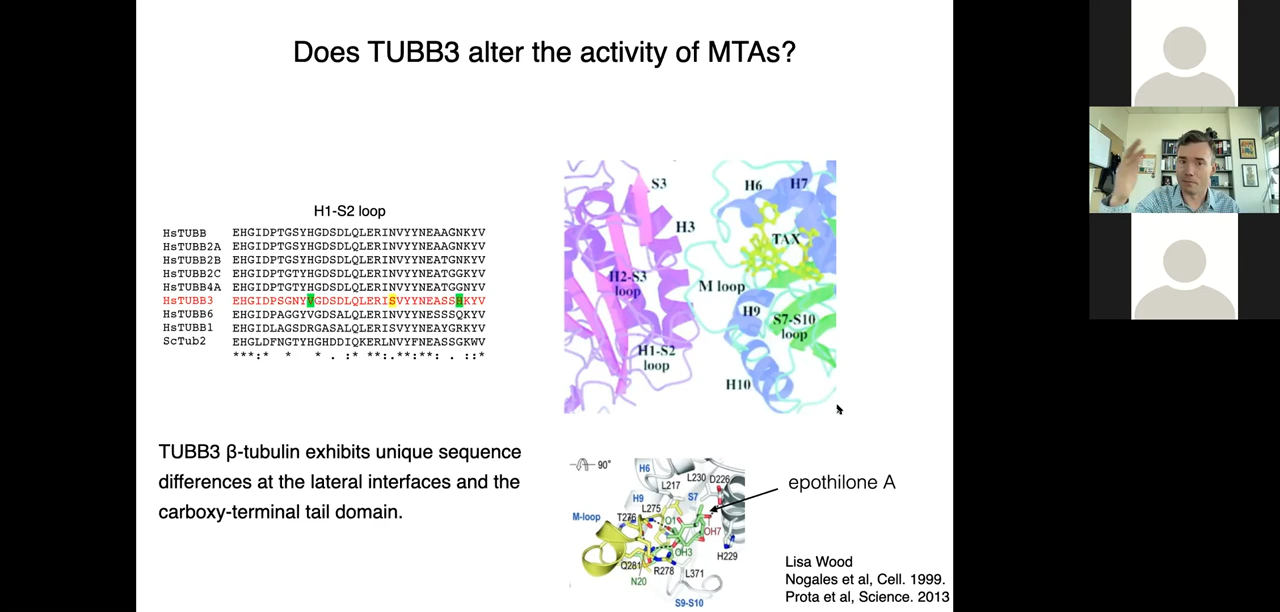 Does TUBB3 alter the activity of MTAs?
H1-S2 loop
HsTUBB EHGIDPTGSYHGDSDLQLERINVYYNEAAGNKYV
HsTUBB2A EHGIDPTGSYHGDSDLQLERINVYYNEAAGNKYV
HsTUBB2B EHGIDPTGSYHGDSDLQLERINVYYNEATGNKYV
HsTUBB2C EHGIDPTGTYHGDSDLQLERINVYYNEATGGKYV
HsTUBB4A EHGIDPTGTYHGDSDLQLERINVYYNEATGGNYV
HsTUBB3 EHGIDPSGNYVGDSDLQLERISVYYNEASSHKYV
HsTUBB6 EHGIDPAGGYVGDSALQLERINVYYNESSSQKYV
HsTUBB1 EHGIDLAGSDRGASALQLERISVYYNEAYGRKYV
ScTub2 EHGLDFNGTYHGHDDIQKERLNVYFNEASSGKWV
***:* * *. .:* **:.**:**: . .:*
S3
H3
H2-S3
loop
H1-S2
loop
H6
H7
TAX
M loop
H9
S7-S10
loop
H10
TUBB3 β-tubulin exhibits unique sequence
differences at the lateral interfaces and the
carboxy-terminal tail domain.
90°
H6
L230
D226
L217
S7
H9
L275
M-loop
T276
O1
OH7
OH3
H229
Q281
R278
L371
N20
S9-S10
epothilone A
Lisa Wood
Nogales et al, Cell. 1999.
Prota et al, Science. 2013